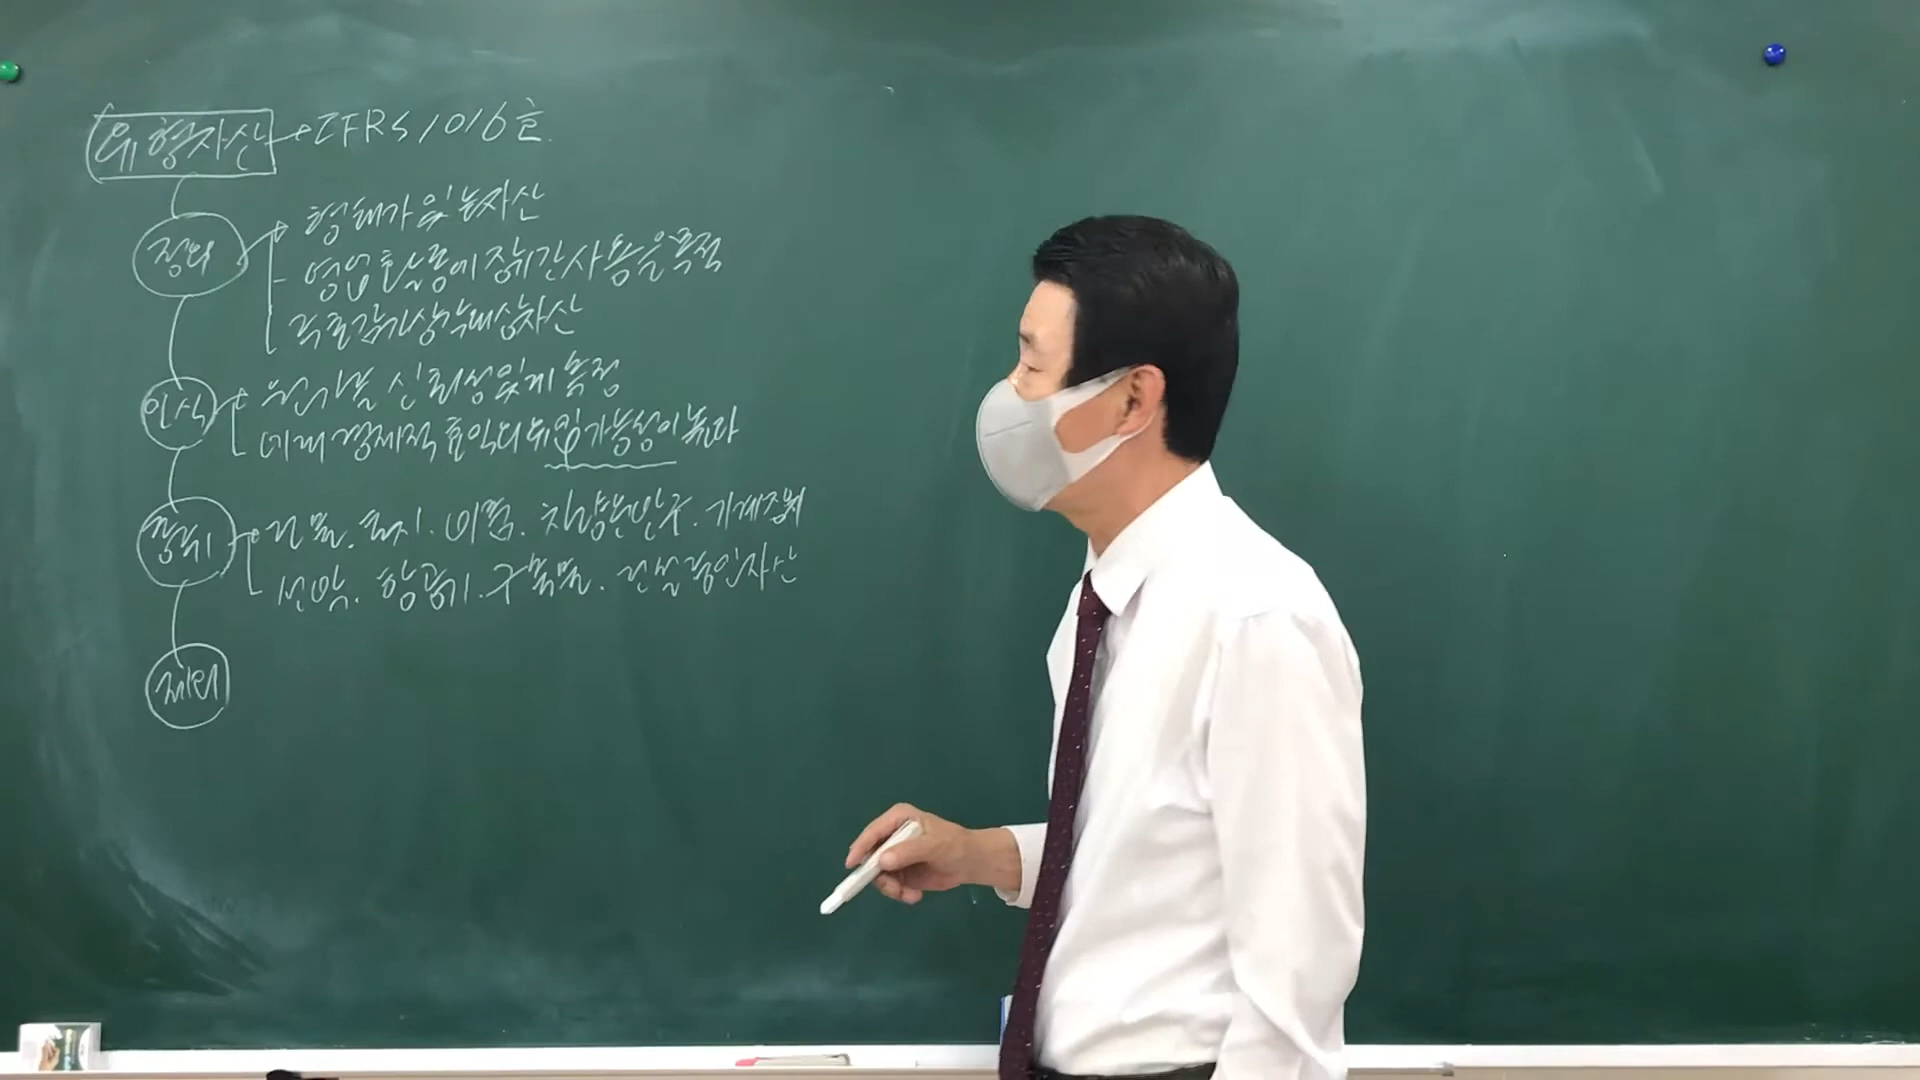 유형자산 → IFRS 1016호.
정의 → 형태가 있는 자산
- 영업활동에 장기간 사용을 목적
주로 감가상각대상자산
인식 → 원가를 신뢰성 있게 측정
미래 경제적 효익의 유입가능성이 높다
종류 → 건물. 토지. 비품. 차량운반구. 기계장치
선박. 항공기. 구축물. 건설중인자산
제외